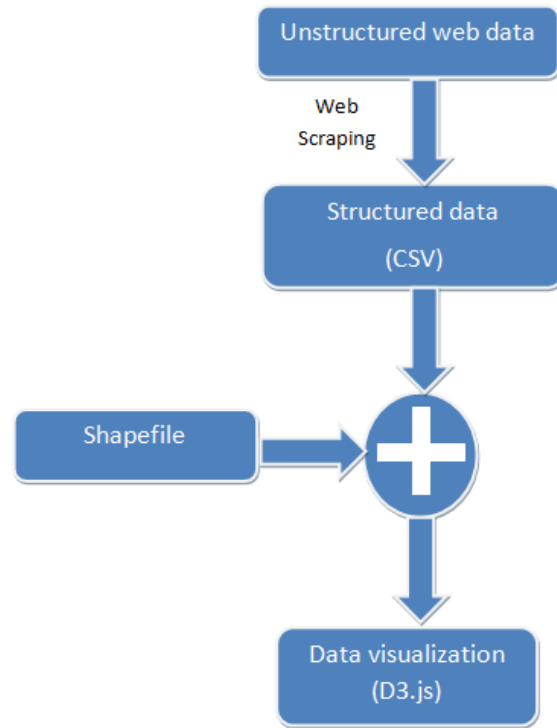 Unstructured web data
Web
Scraping
Structured data
(CSV)
Shapefile
Data visualization
(D3.js)